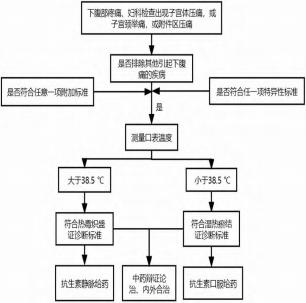 下腹部疼痛、妇科检查出现子宫体压痛，或
子宫颈举痛，或附件区压痛
是否排除其他引起下腹
痛的疾病
是否符合任意一项附加标准
是否符合任一项特异性标准
是
测量口表温度
大于38.5 ℃
小于38.5 ℃
符合热毒炽盛
证诊断标准
符合湿热瘀结
证诊断标准
抗生素静脉给药
中药辩证论
治、内外合治
抗生素口服给药